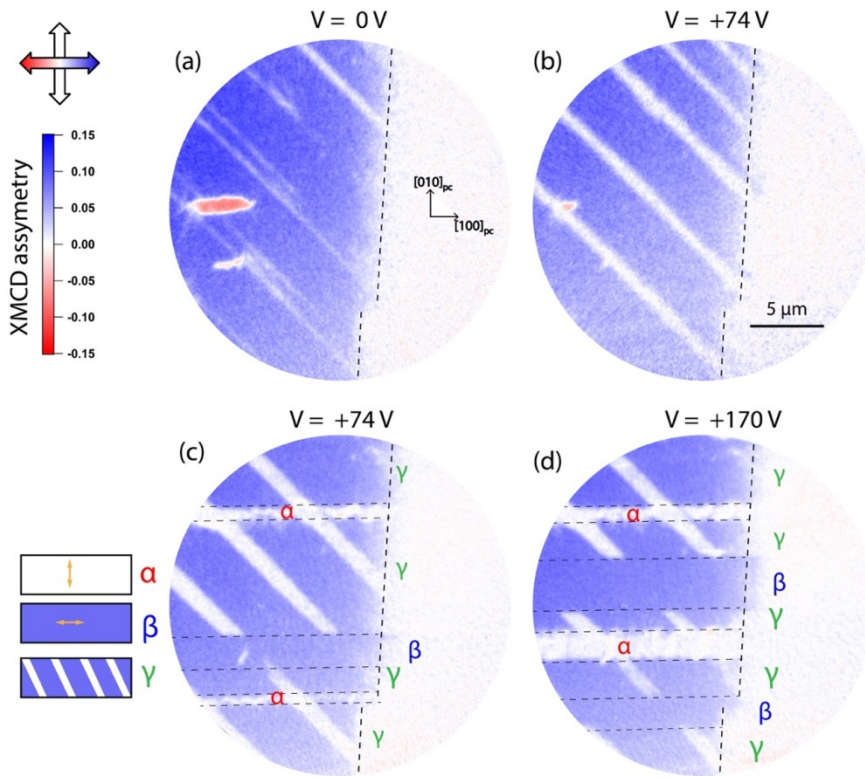 V = 0 V
V = +74 V
(a)
(b)
XMCD assymetry
0.15
0.10
0.05
0.00
-0.05
-0.10
-0.15
[010]pc
[100]pc
5 μm
V = +74 V
V = +170 V
(c)
(d)
γ
γ
α
α
γ
γ
β
α
β
γ
β
α
γ
γ
α
β
γ
γ
γ